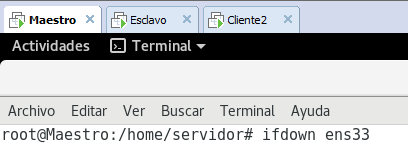 Maestro Esclavo Cliente2
Actividades Terminal
Archivo Editar Ver Buscar Terminal Ayuda
root@Maestro:/home/servidor# ifdown ens33